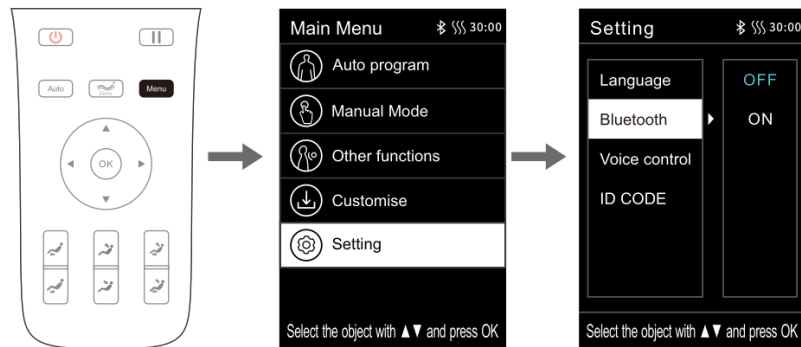 Auto
Zero
Menu
OK
Main Menu 30:00
Auto program
Manual Mode
Other functions
Customise
Setting
Select the object with ▲▼ and press OK
Setting 30:00
Language
Bluetooth
Voice control
ID CODE
OFF
ON
Select the object with ▲▼ and press OK